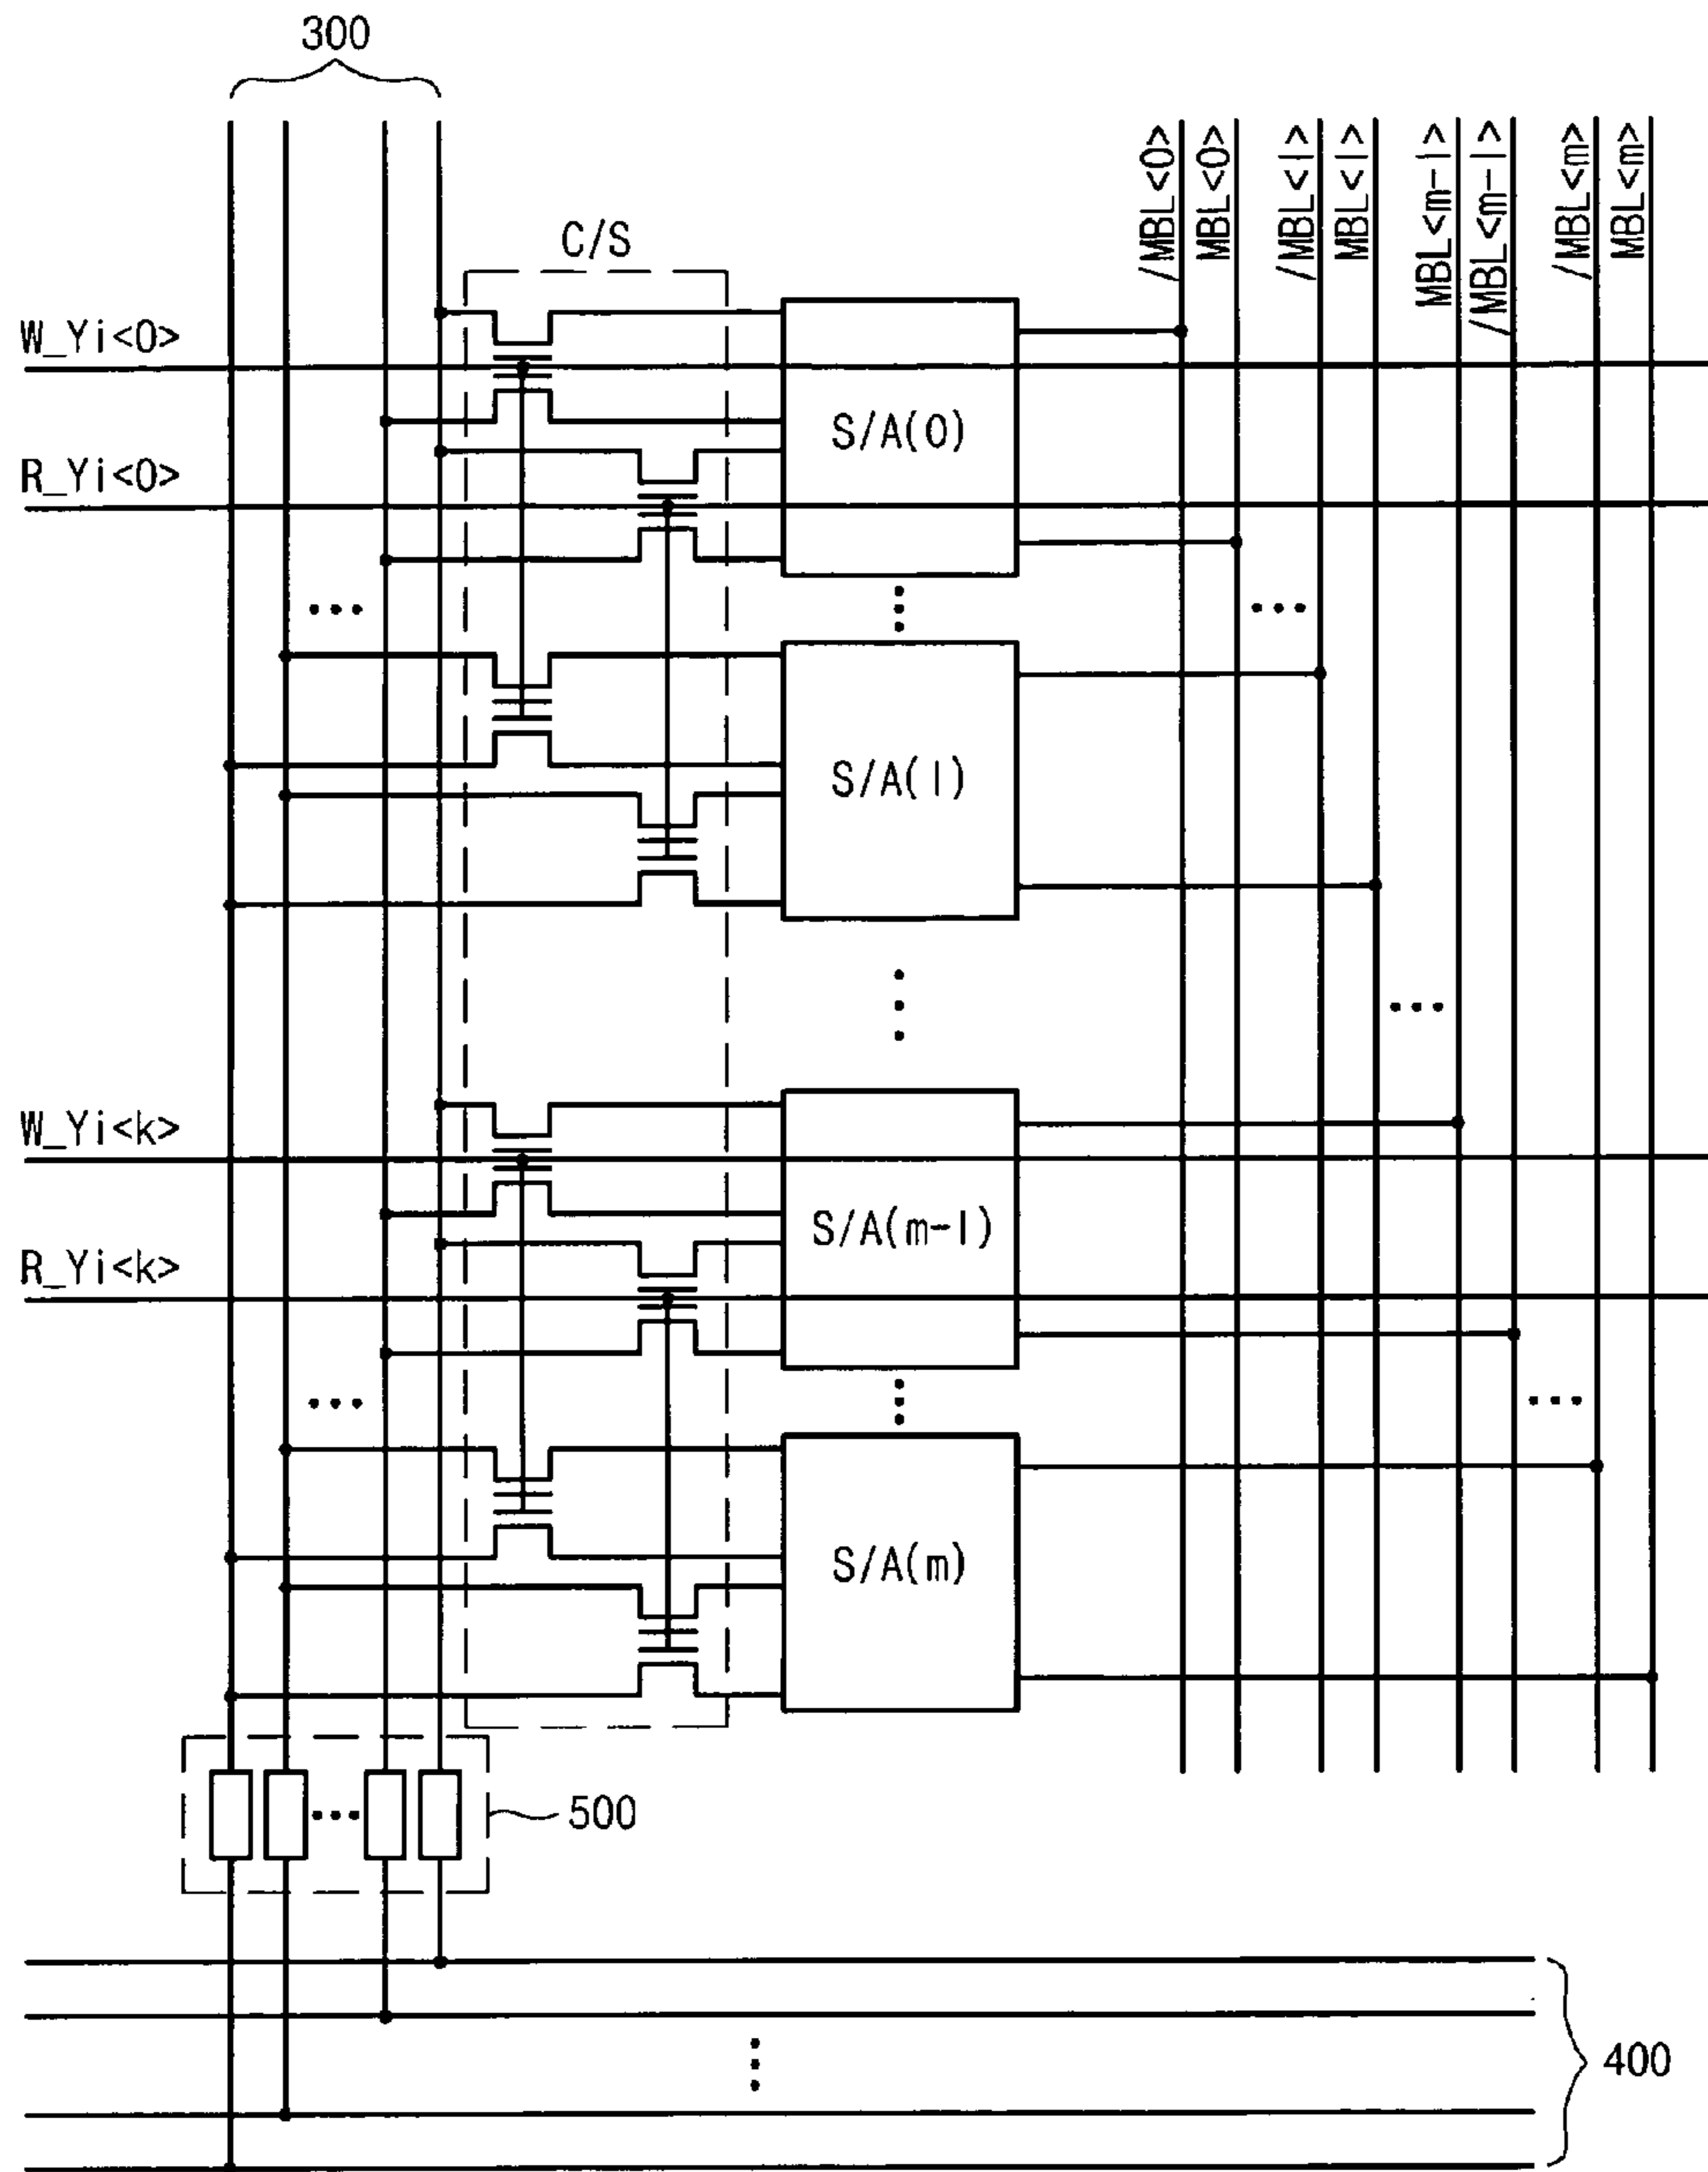 300
/MBL<0>
MBL<0>
/MBL<1>
MBL<1>
MBL<m-1>
/MBL<m-1>
/MBL<m>
MBL<m>
C/S
W_Yi<0>
S/A(0)
R_Yi<0>
S/A(1)
W_Yi<k>
S/A(m-1)
R_Yi<k>
S/A(m)
500
400